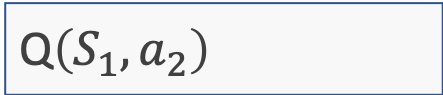 Q(S₁, a₂)